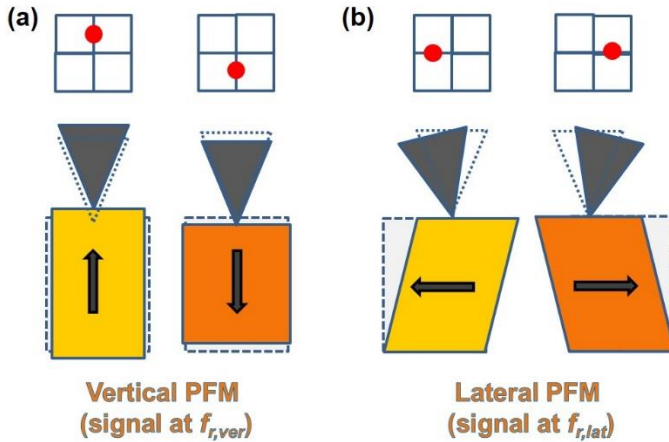 (a)
(b)
Vertical PFM
(signal at fr,ver)
Lateral PFM
(signal at fr,lat)